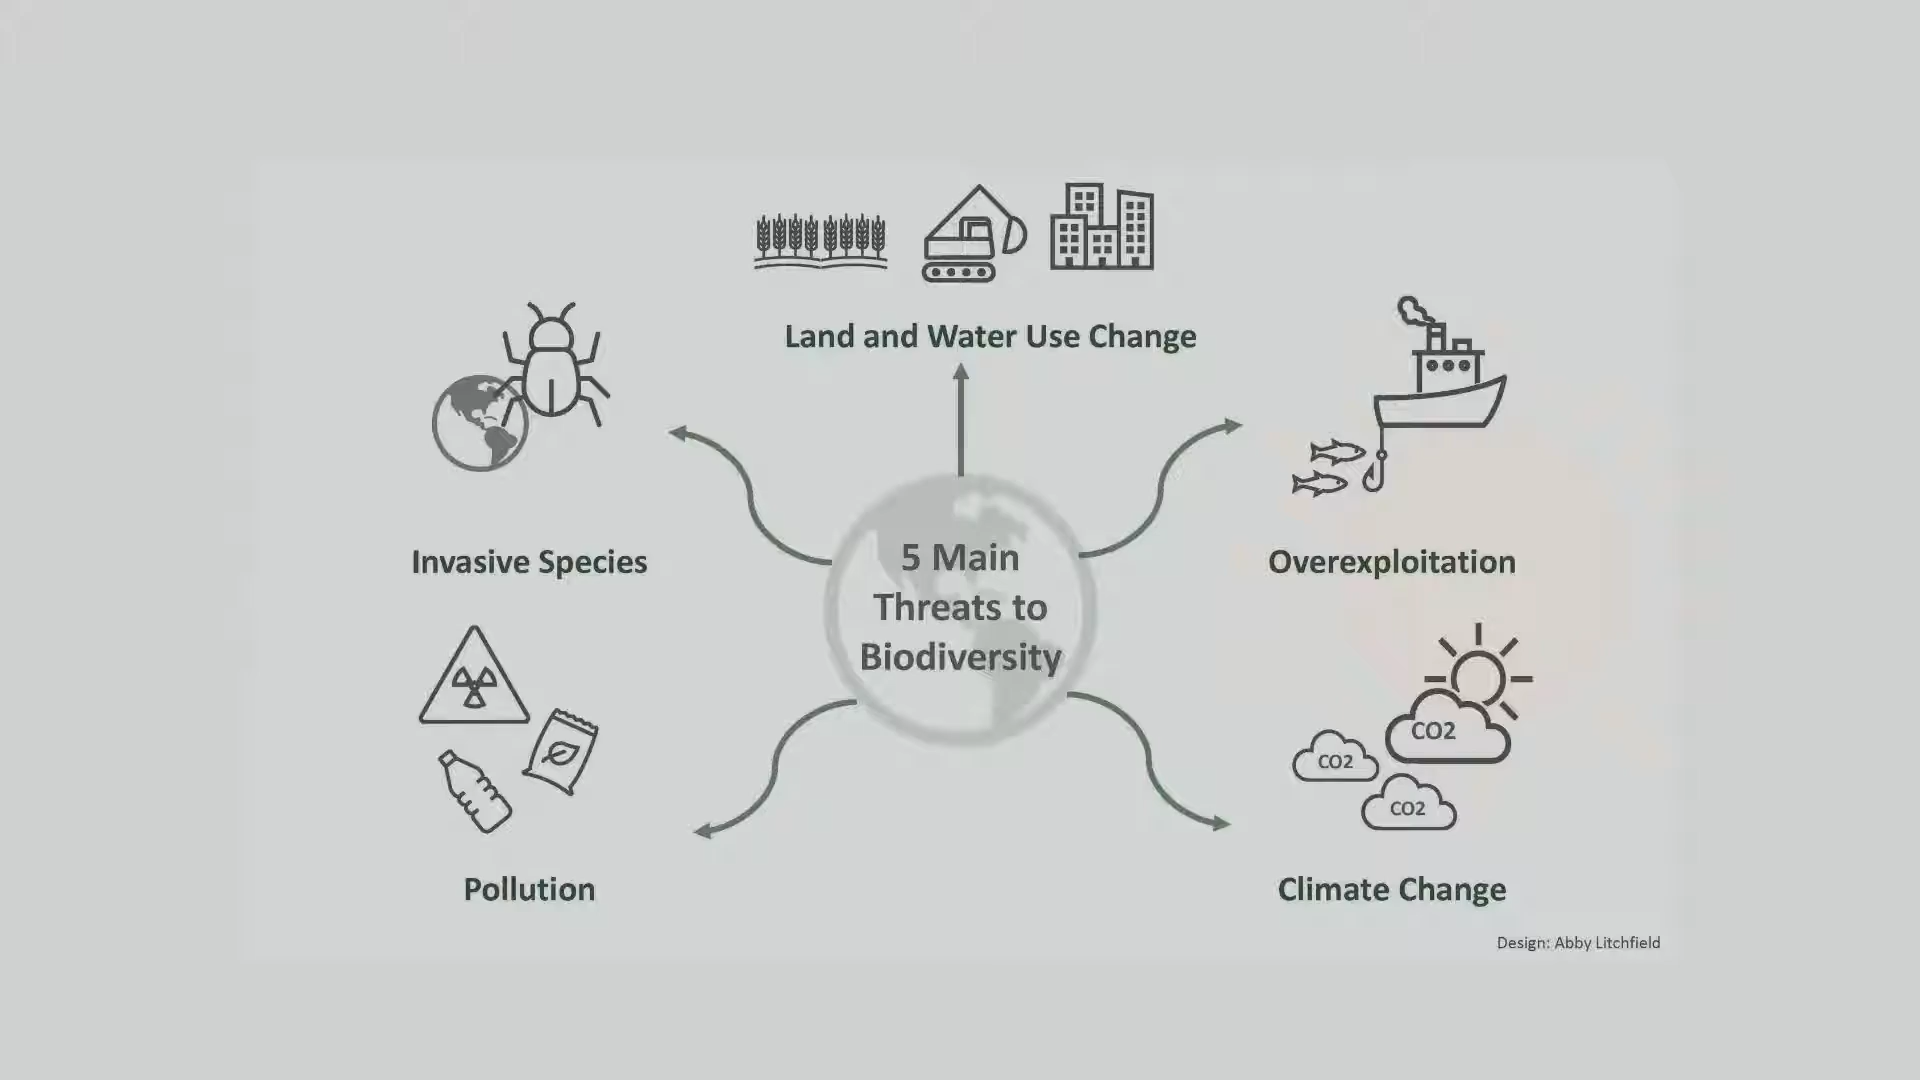 Land and Water Use Change
Invasive Species
Overexploitation
5 Main
Threats to
Biodiversity
CO2
CO2
CO2
Pollution
Climate Change
Design: Abby Litchfield